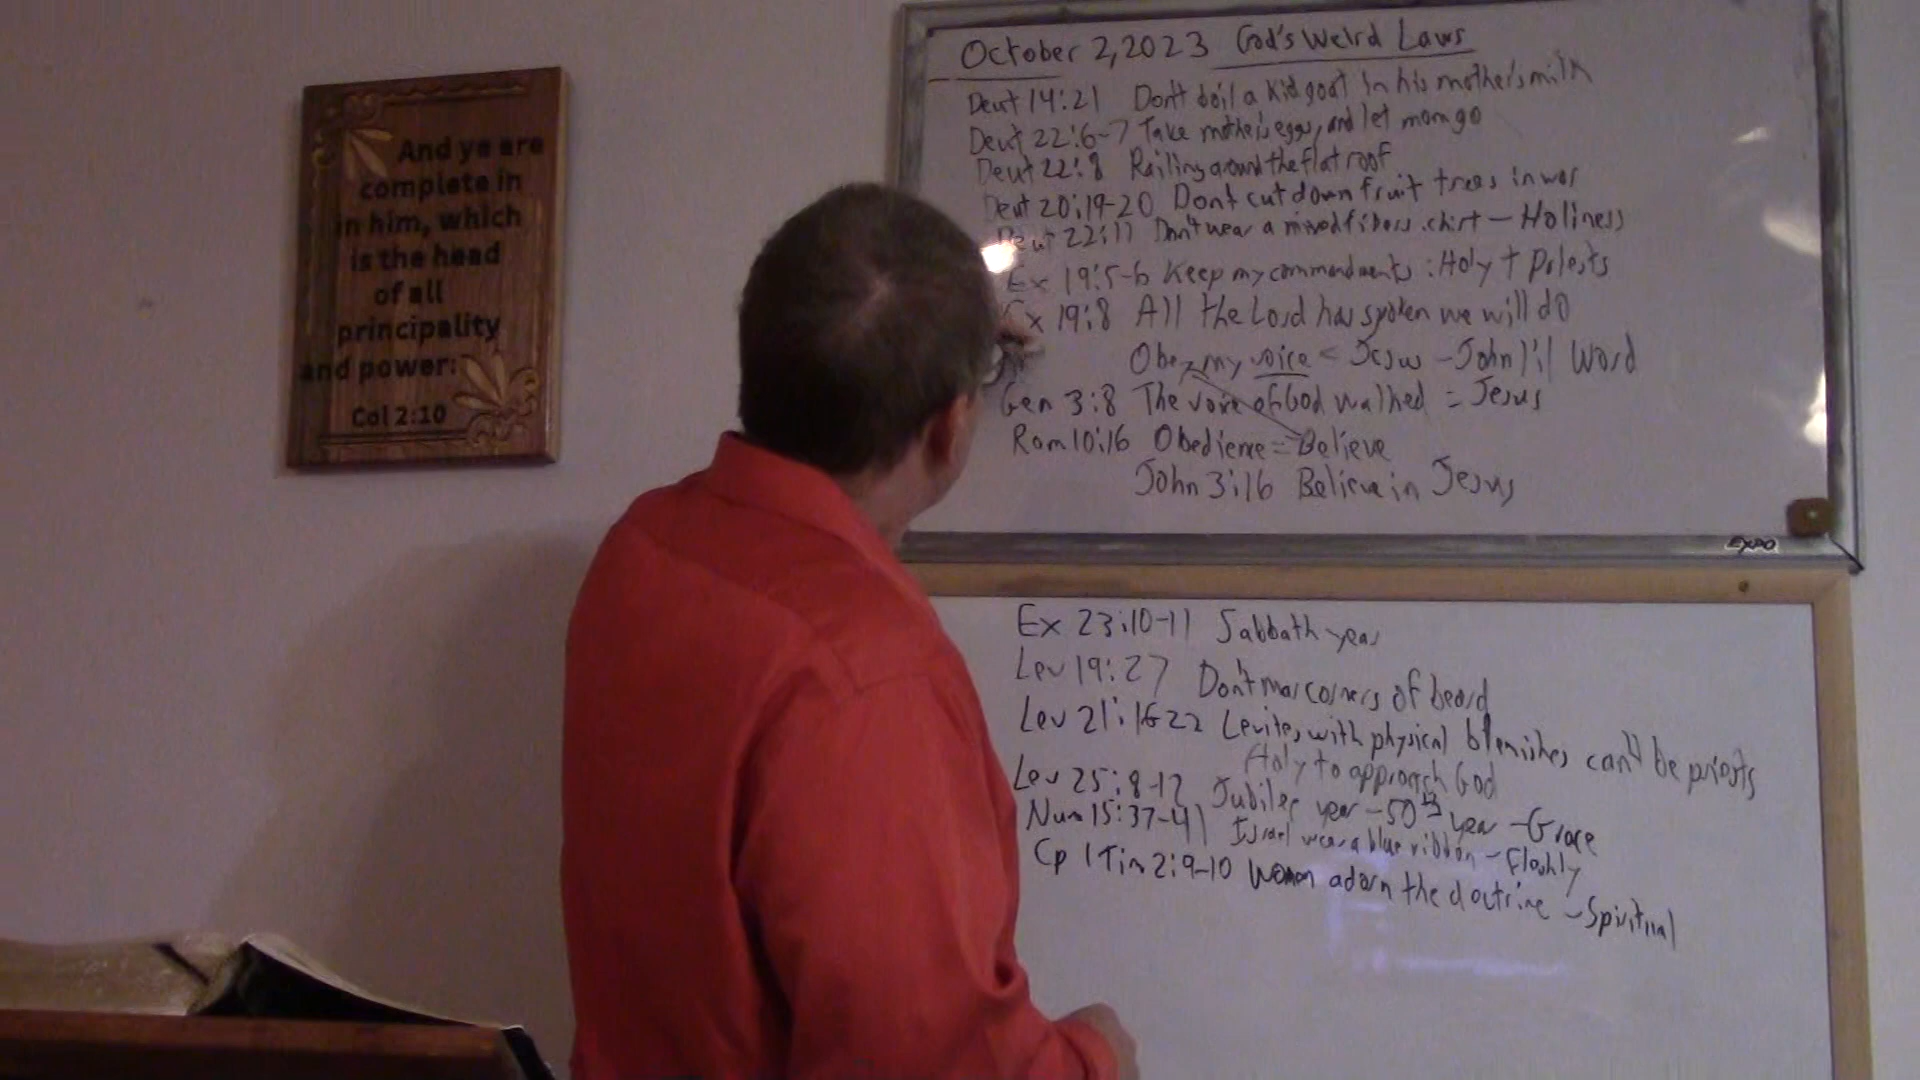 And ye are
complete in
in him, which
is the head
of all
principality
and power:
Col 2:10
October 2, 2023 God's Weird Laws
Deut 14:21 Don't boil a kid goat in his mother's milk
Deut 22:6-7 Take mother's eggs, and let mom go
Deut 22:8 Railing around the flat roof
Deut 20:19-20 Dont cut down fruit trees in war
Deut 22:11 Don't wear a mixed fibers shirt - Holiness
Ex 19:5-6 Keep my commandments : Holy + Priests
Ex 19:8 All the Lord has spoken we will do
Obey my voice < Jesus - John 1:1 Word
Gen 3:8 The voice of God walked = Jesus
Rom 10:16 Obedience = Believe
John 3:16 Believe in Jesus
EXPO
Ex 23:10-11 Sabbath year
Lev 19:27 Don't mar corners of beard
Lev 21:16-22 Levites with physical blemishes can't be priests
Holy to approach God
Lev 25:8-12 Jubilee year - 50th year - Grace
Num 15:37-41 Israel wear a blue ribbon - Fleshly
Cp 1 Tim 2:9-10 Women adorn the doctrine - Spiritual